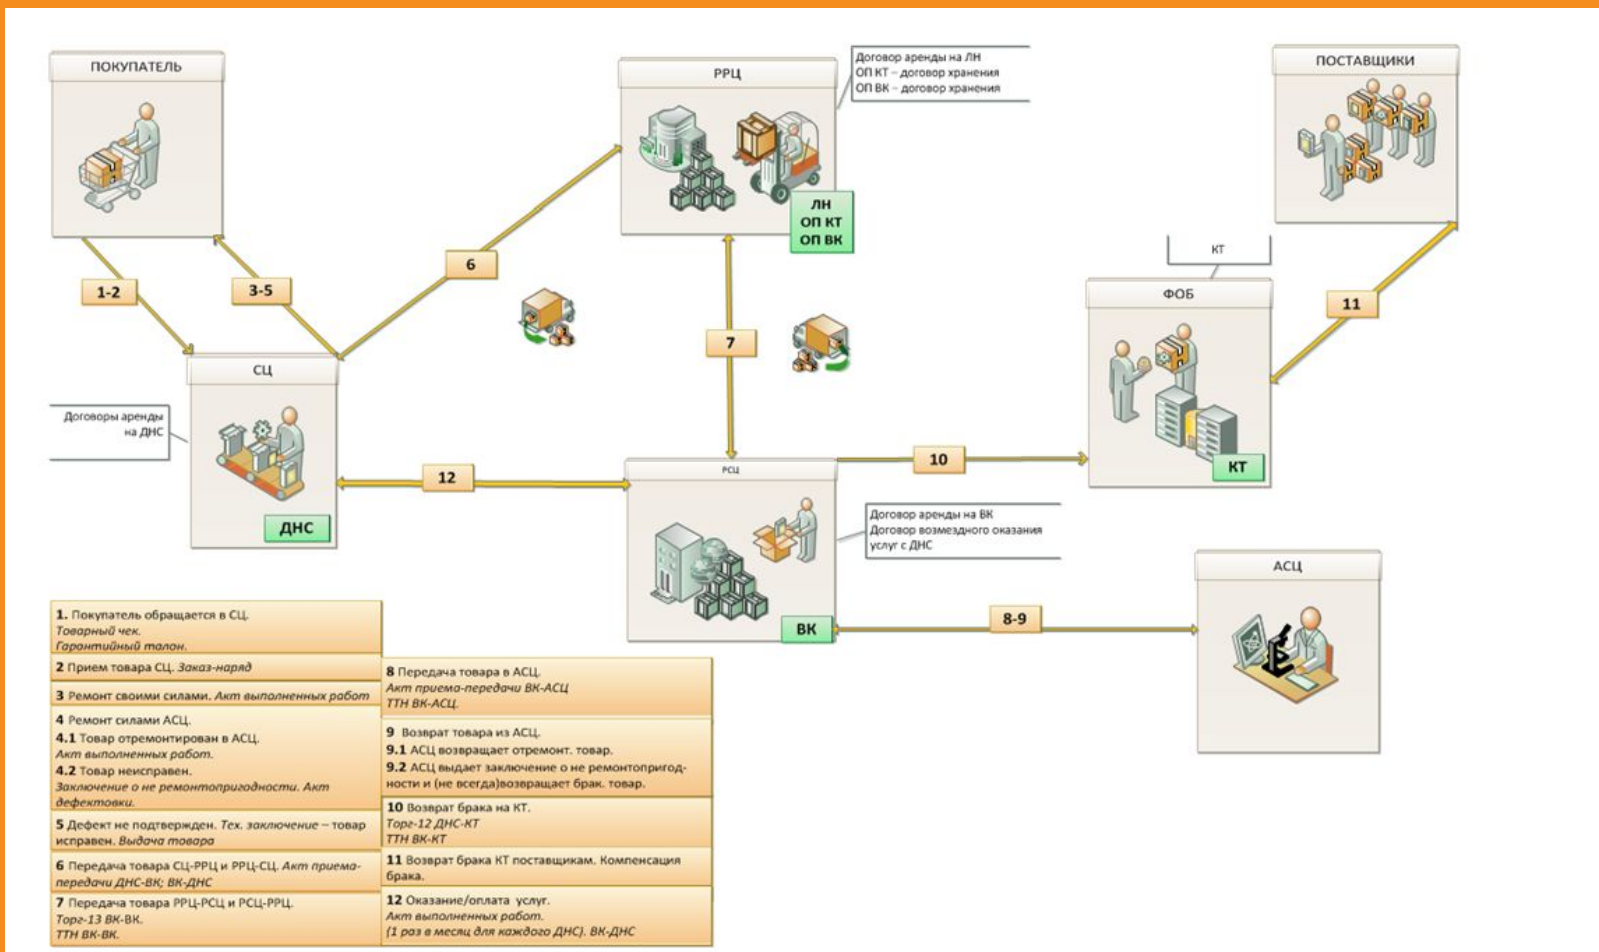 ПОКУПАТЕЛЬ
РРЦ
Договор аренды на ЛН
ОП КТ – договор хранения
ОП ВК – договор хранения
ПОСТАВЩИКИ
ЛН
ОП КТ
ОП ВК
КТ
6
1-2
3-5
ФОБ
11
7
СЦ
Договоры аренды
на ДНС
12
10
КТ
РСЦ
ДНС
Договор аренды на ВК
Договор возмездного оказания
услуг с ДНС
АСЦ
ВК
8-9
1. Покупатель обращается в СЦ.
Товарный чек.
Гарантийный талон.
2 Прием товара СЦ. Заказ-наряд
3 Ремонт своими силами. Акт выполненных работ
4 Ремонт силами АСЦ.
4.1 Товар отремонтирован в АСЦ.
Акт выполненных работ.
4.2 Товар неисправен.
Заключение о не ремонтопригодности. Акт
дефектовки.
5 Дефект не подтвержден. Тех. заключение – товар
исправен. Выдача товара
6 Передача товара СЦ-РРЦ и РРЦ-СЦ. Акт приема-
передачи ДНС-ВК; ВК-ДНС
7 Передача товара РРЦ-РСЦ и РСЦ-РРЦ.
Торг-13 ВК-ВК.
ТТН ВК-ВК.
8 Передача товара в АСЦ.
Акт приема-передачи ВК-АСЦ
ТТН ВК-АСЦ.
9 Возврат товара из АСЦ.
9.1 АСЦ возвращает отремонт. товар.
9.2 АСЦ выдает заключение о не ремонтопригод-
ности и (не всегда)возвращает брак. товар.
10 Возврат брака на КТ.
Торг-12 ДНС-КТ
ТТН ВК-КТ
11 Возврат брака КТ поставщикам. Компенсация
брака.
12 Оказание/оплата услуг.
Акт выполненных работ.
(1 раз в месяц для каждого ДНС). ВК-ДНС